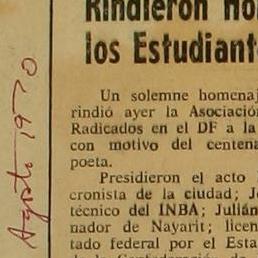 Agosto 1970
Rindieron Ho
los Estudiant
Un solemne homenaj
rindió ayer la Asociació
Radicados en el DF a la
con motivo del centena
poeta.
Presidieron el acto
cronista de la ciudad; J
técnico del INBA; Julián
nador de Nayarit; licen
tado federal por el Esta